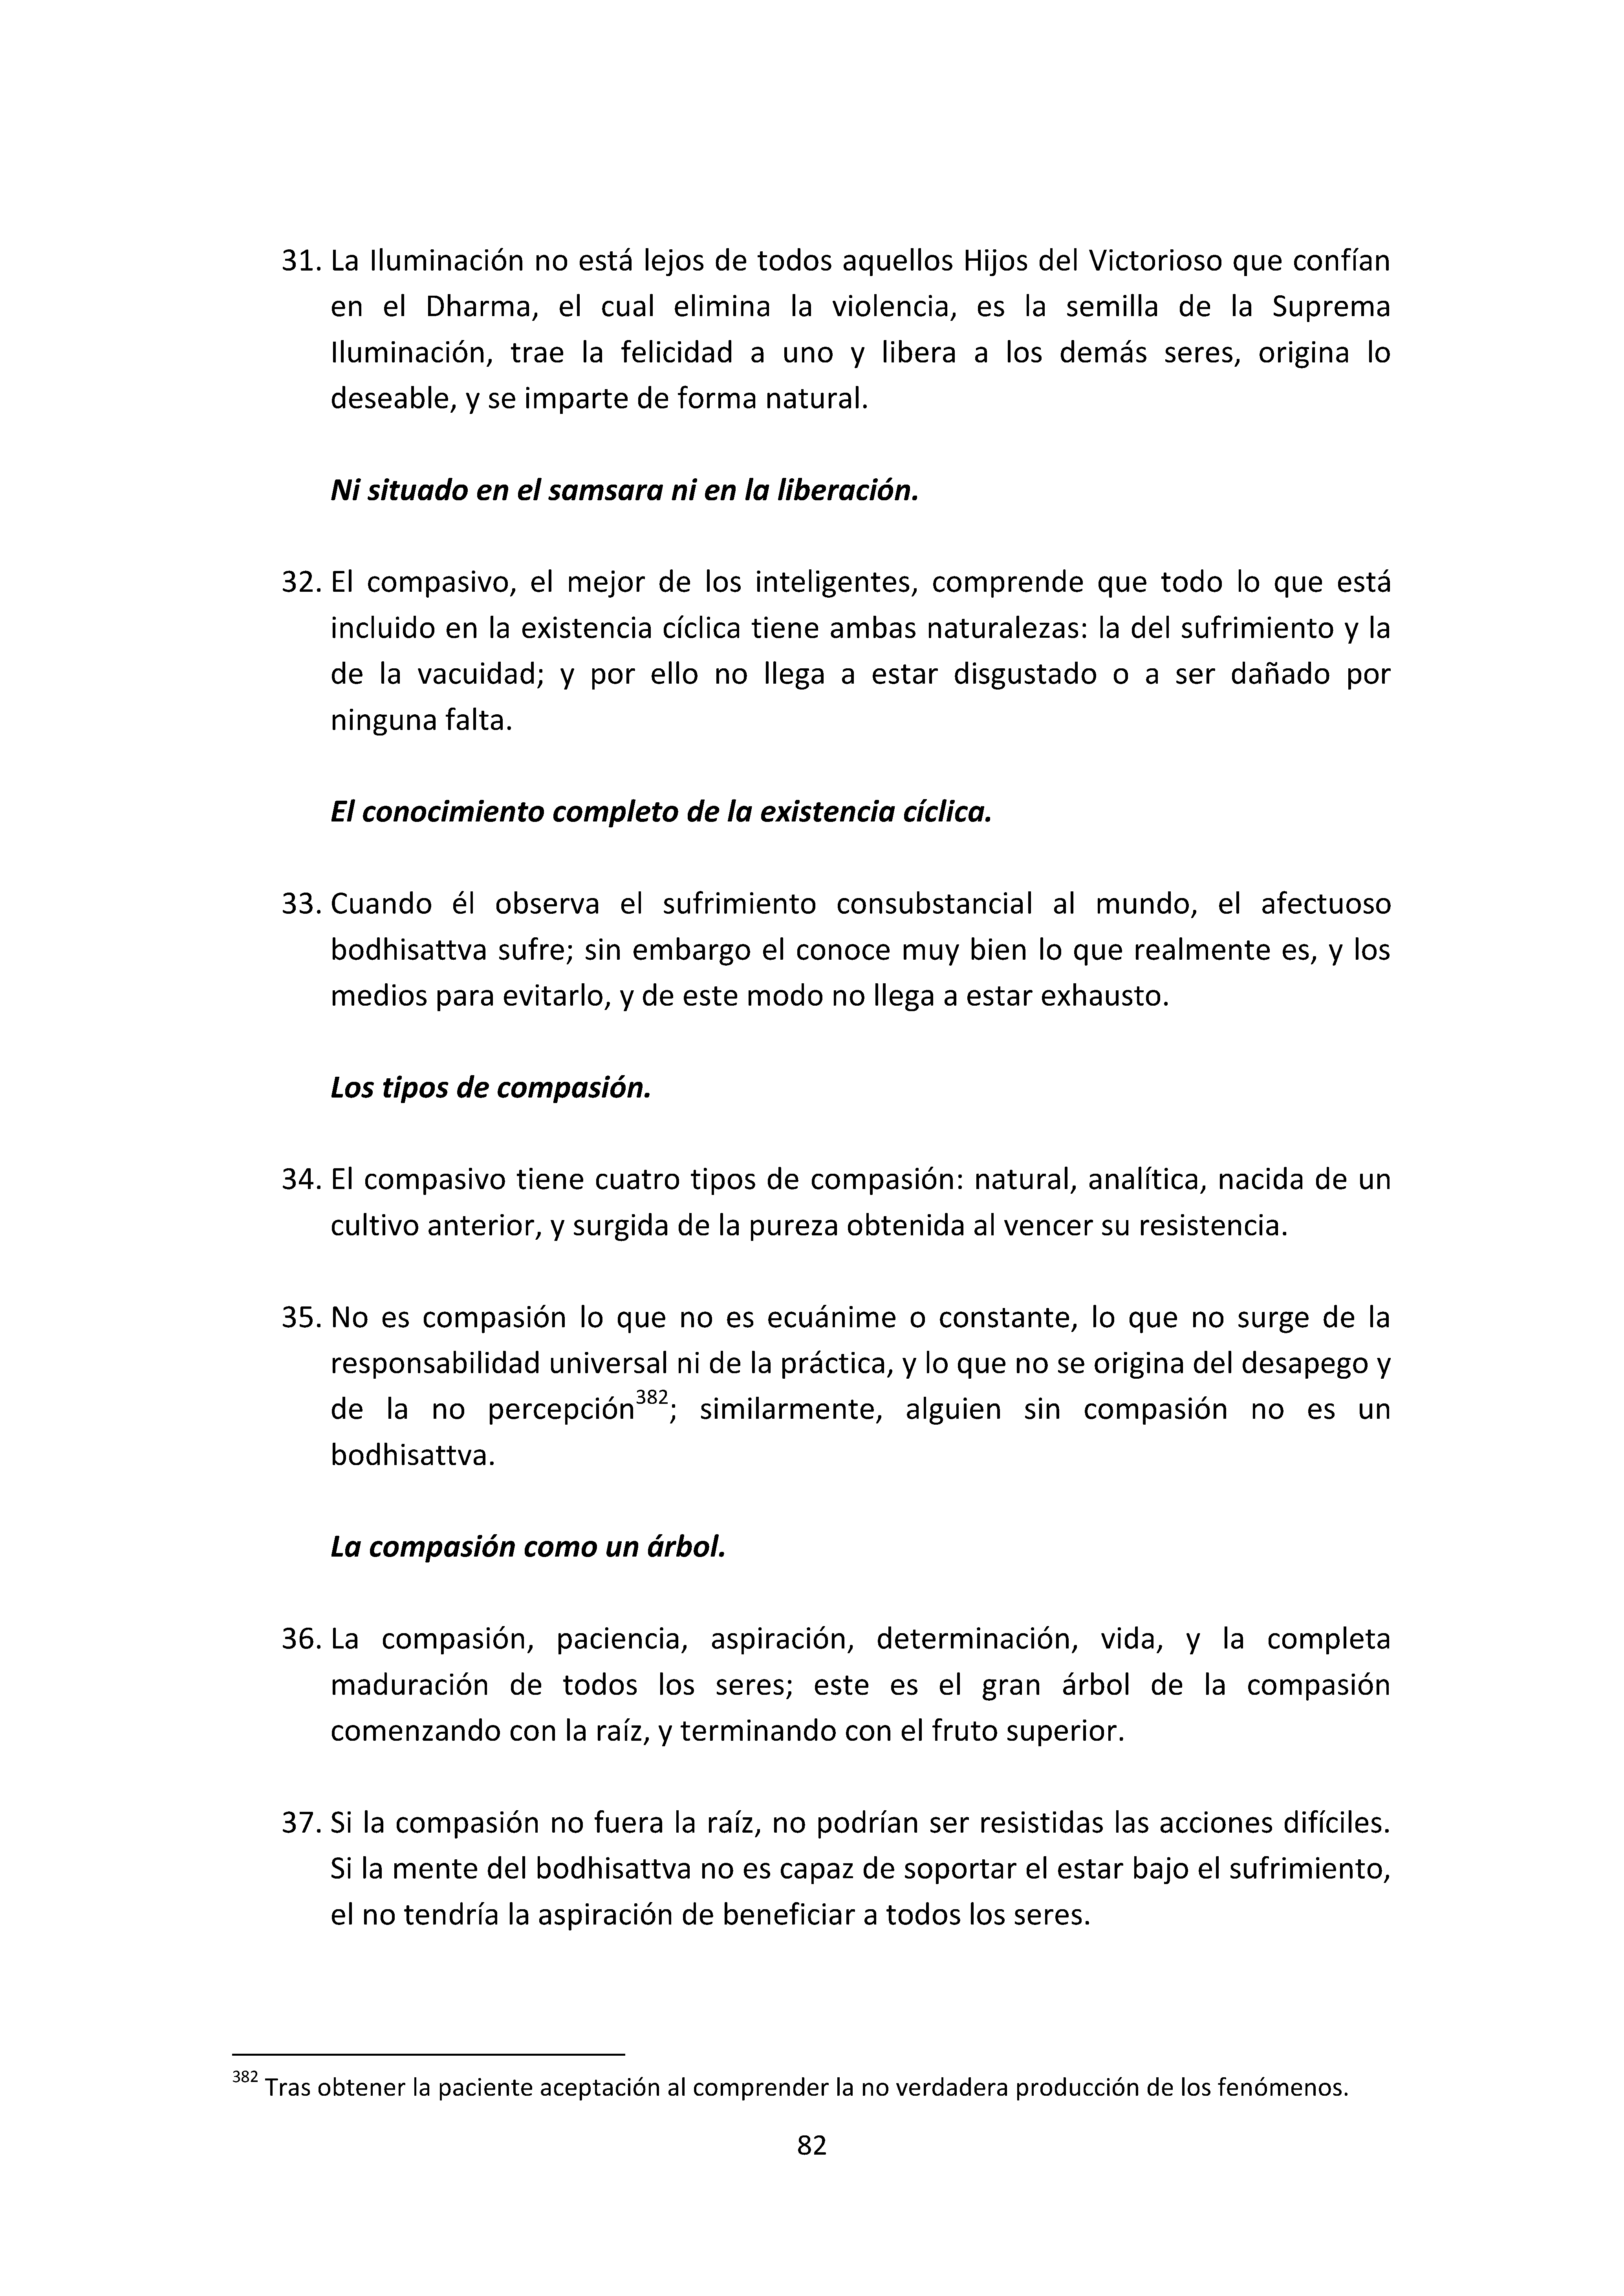 31. La Iluminación no está lejos de todos aquellos Hijos del Victorioso que confían
en el Dharma, el cual elimina la violencia, es la semilla de la Suprema
Iluminación, trae la felicidad a uno y libera a los demás seres, origina lo
deseable, y se imparte de forma natural.
Ni situado en el samsara ni en la liberación.
32. El compasivo, el mejor de los inteligentes, comprende que todo lo que está
incluido en la existencia cíclica tiene ambas naturalezas: la del sufrimiento y la
de la vacuidad; y por ello no llega a estar disgustado o a ser dañado por
ninguna falta.
El conocimiento completo de la existencia cíclica.
33. Cuando él observa el sufrimiento consubstancial al mundo, el afectuoso
bodhisattva sufre; sin embargo el conoce muy bien lo que realmente es, y los
medios para evitarlo, y de este modo no llega a estar exhausto.
Los tipos de compasión.
34. El compasivo tiene cuatro tipos de compasión: natural, analítica, nacida de un
cultivo anterior, y surgida de la pureza obtenida al vencer su resistencia.
35. No es compasión lo que no es ecuánime o constante, lo que no surge de la
responsabilidad universal ni de la práctica, y lo que no se origina del desapego y
de la no percepción382; similarmente, alguien sin compasión no es un
bodhisattva.
La compasión como un árbol.
36. La compasión, paciencia, aspiración, determinación, vida, y la completa
maduración de todos los seres; este es el gran árbol de la compasión
comenzando con la raíz, y terminando con el fruto superior.
37. Si la compasión no fuera la raíz, no podrían ser resistidas las acciones difíciles.
Si la mente del bodhisattva no es capaz de soportar el estar bajo el sufrimiento,
el no tendría la aspiración de beneficiar a todos los seres.
382 Tras obtener la paciente aceptación al comprender la no verdadera producción de los fenómenos.
82